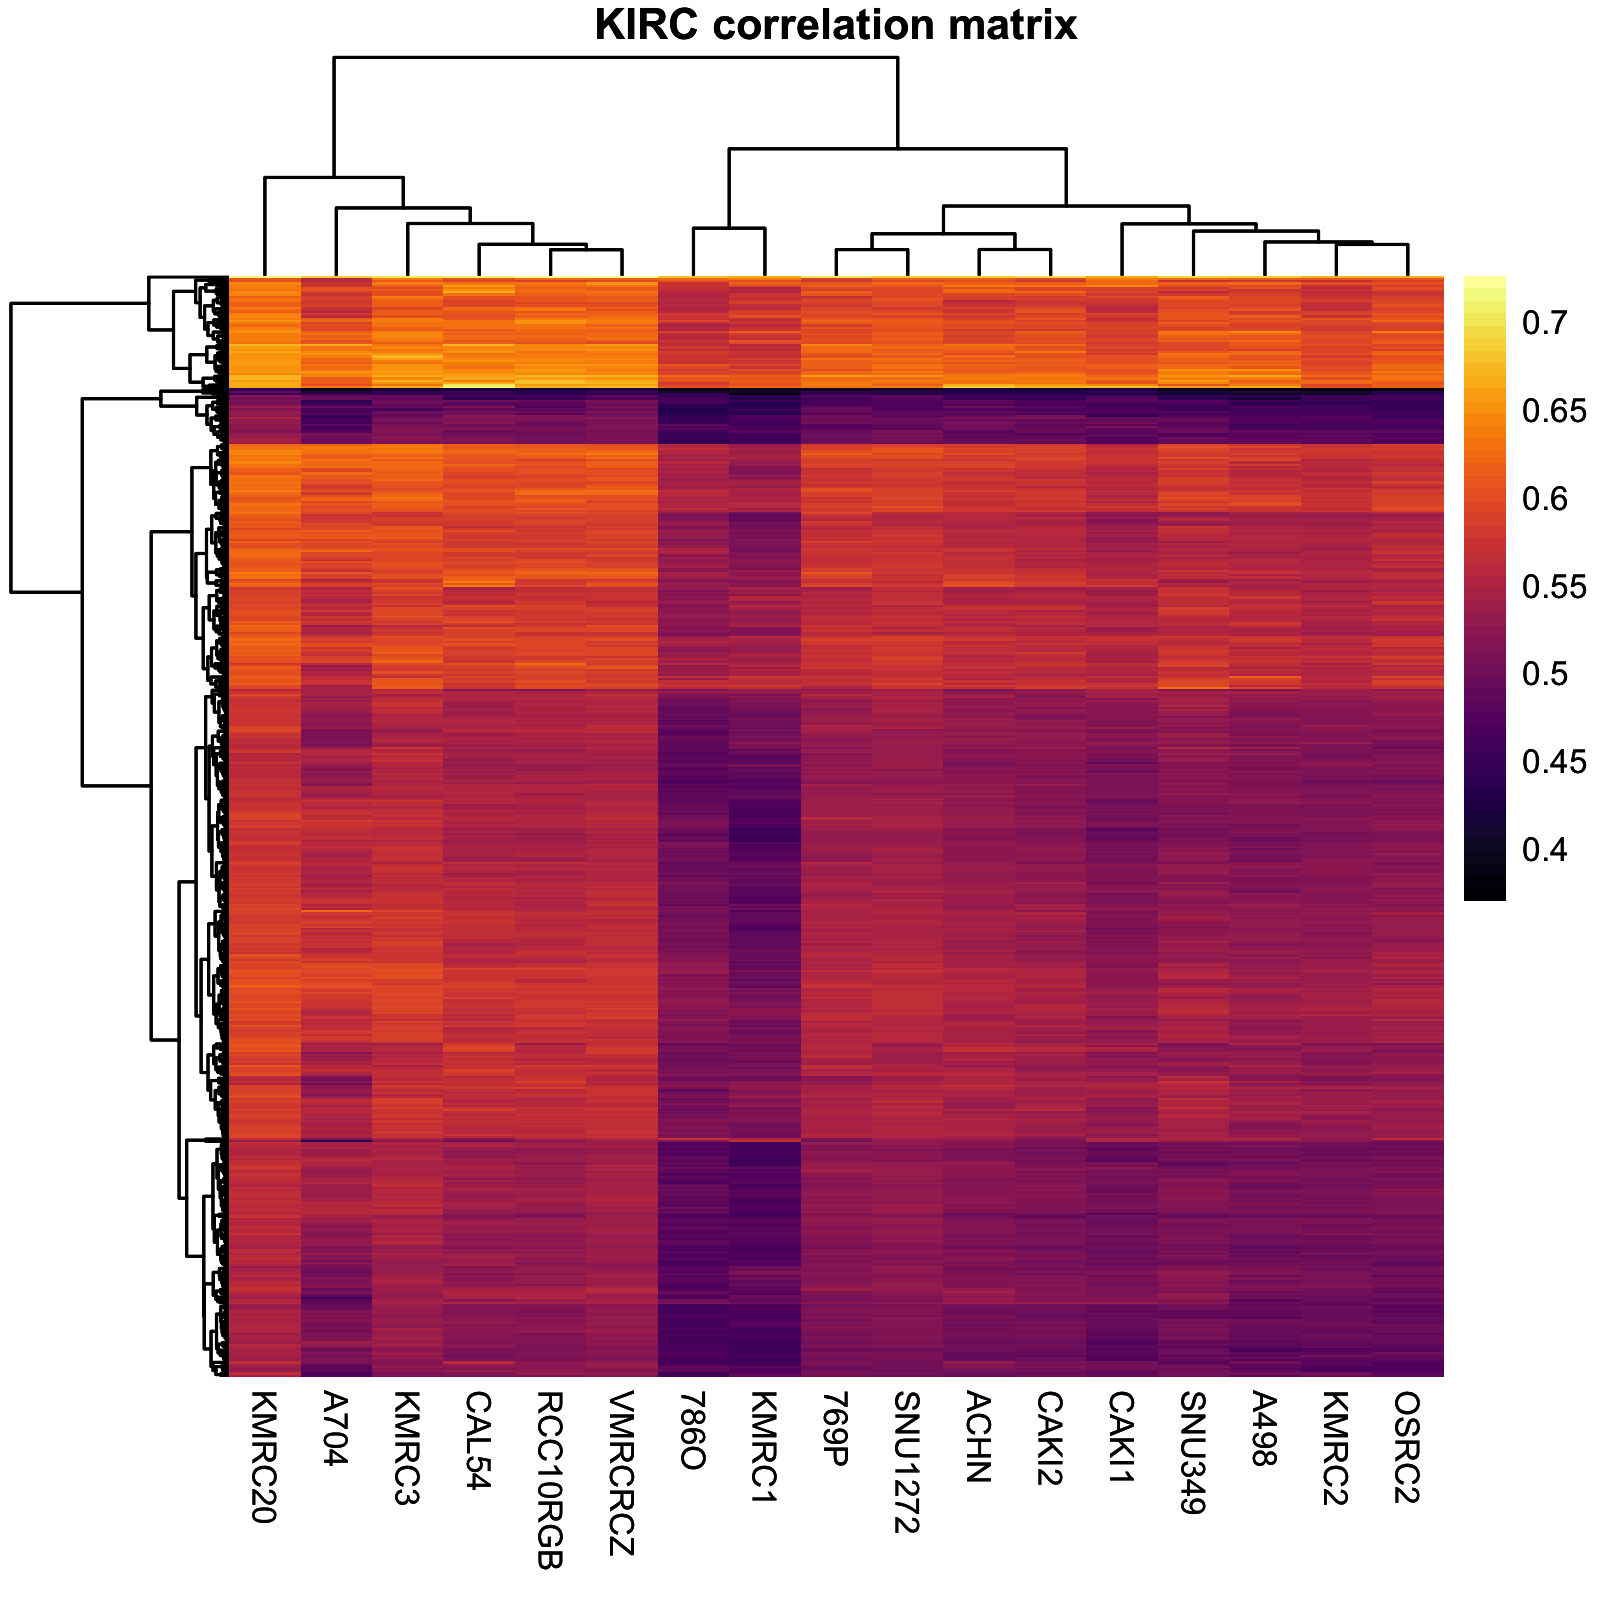 KIRC correlation matrix
0.7
0.65
0.6
0.55
0.5
0.45
0.4
KMRC20
A704
KMRC3
CAL54
RCC10RGB
VMRCRCZ
786O
KMRC1
769P
SNU1272
ACHN
CAKI2
CAKI1
SNU349
A498
KMRC2
OSRC2